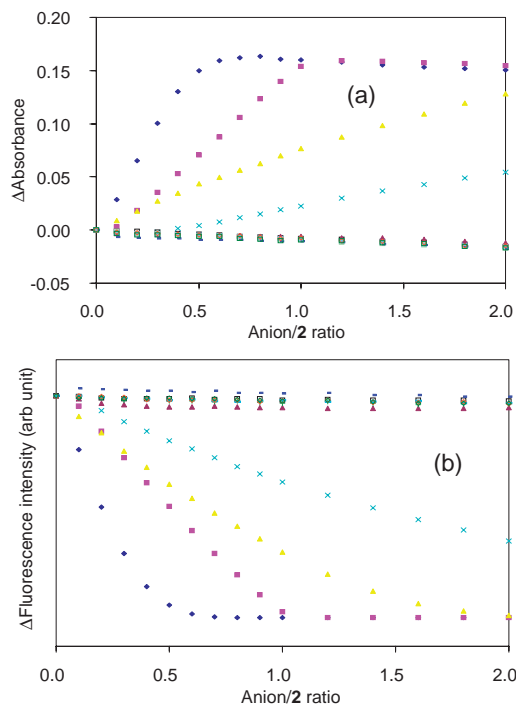 0.20
0.15
0.10
0.05
0.00
-0.05
ΔAbsorbance
(a)
0.0 0.5 1.0 1.6 2.0
Anion/2 ratio
ΔFluorescence intensity (arb unit)
(b)
0.0 0.5 1.0 1.6 2.0
Anion/2 ratio